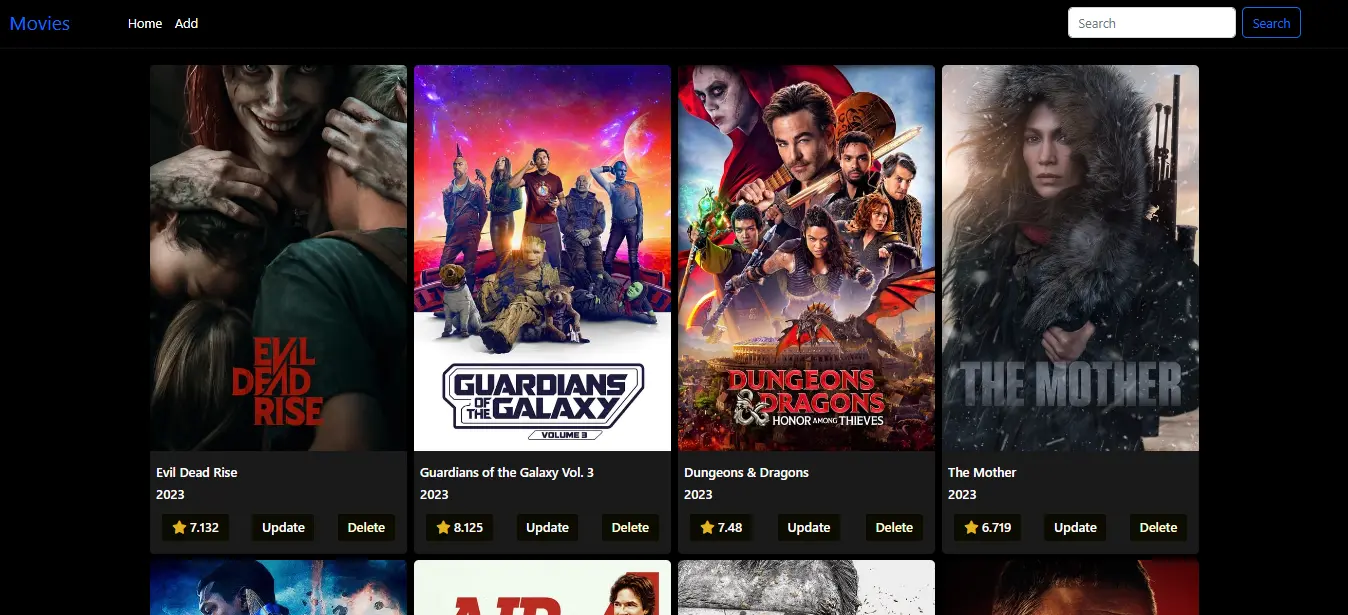 Movies
Home
Add
Search
Search
EVIL
DEAD
RISE
GUARDIANS
OF
THE GALAXY
VOLUME 3
DUNGEONS
& DRAGONS
HONOR AMONG THIEVES
THE MOTHER
Evil Dead Rise
2023
7.132
Update
Delete
Guardians of the Galaxy Vol. 3
2023
8.125
Update
Delete
Dungeons & Dragons
2023
7.48
Update
Delete
The Mother
2023
6.719
Update
Delete